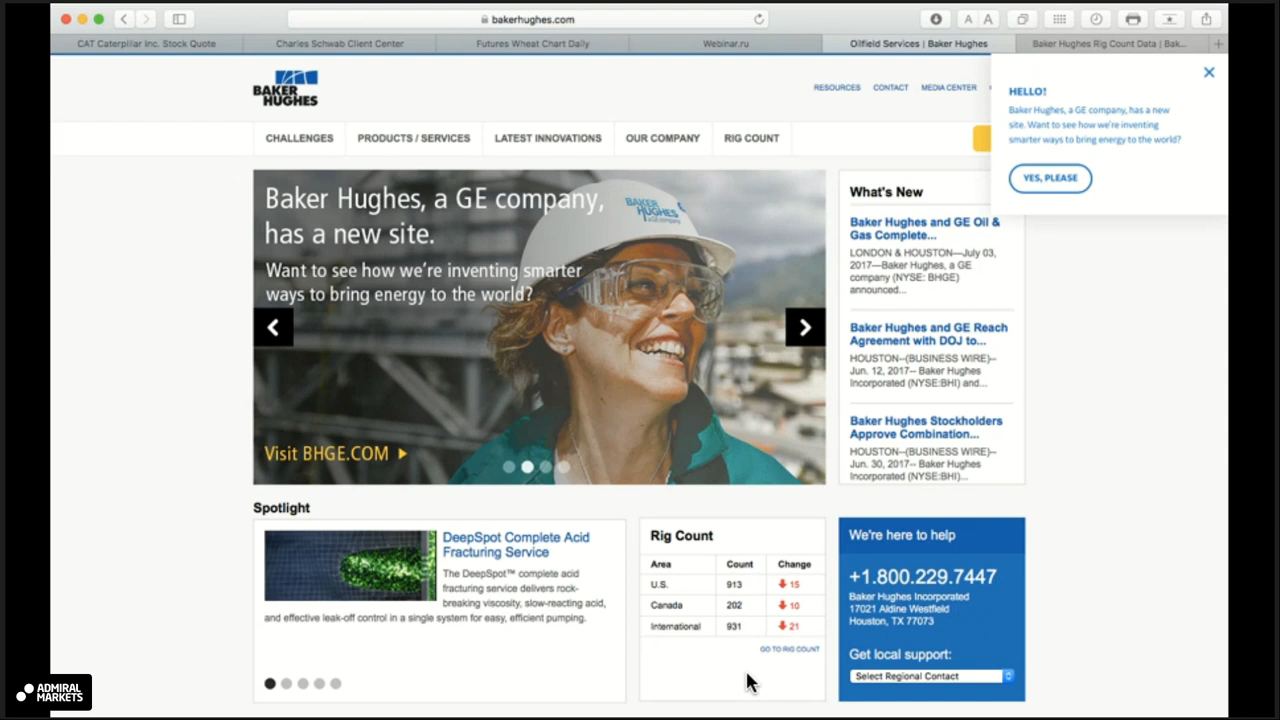 bakerhughes.com
A A
CAT Caterpillar Inc. Stock Quote
Charles Schwab Client Center
Futures Wheat Chart Daily
Webinar.ru
Oilfield Services | Baker Hughes
Baker Hughes Rig Count Data | Bak...
BAKER
HUGHES
RESOURCES CONTACT MEDIA CENTER
HELLO!
Baker Hughes, a GE company, has a new
site. Want to see how we're inventing
smarter ways to bring energy to the world?
YES, PLEASE
CHALLENGES PRODUCTS / SERVICES LATEST INNOVATIONS OUR COMPANY RIG COUNT
Baker Hughes, a GE company,
has a new site.
Want to see how we're inventing smarter
ways to bring energy to the world?
BAKER
HUGHES
a GE company
Visit BHGE.COM
What's New
Baker Hughes and GE Oil &
Gas Complete...
LONDON & HOUSTON—July 03,
2017—Baker Hughes, a GE
company (NYSE: BHGE)
announced...
Baker Hughes and GE Reach
Agreement with DOJ to...
HOUSTON--(BUSINESS WIRE)--
Jun. 12, 2017-- Baker Hughes
Incorporated (NYSE:BHI) and...
Baker Hughes Stockholders
Approve Combination...
HOUSTON--(BUSINESS WIRE)--
Jun. 30, 2017-- Baker Hughes
Incorporated (NYSE:BHI)...
Spotlight
DeepSpot Complete Acid
Fracturing Service
The DeepSpot™ complete acid
fracturing service delivers rock-
breaking viscosity, slow-reacting acid,
and effective leak-off control in a single system for easy, efficient pumping.
Rig Count
Area Count Change
U.S. 913 15
Canada 202 10
International 931 21
GO TO RIG COUNT
We're here to help
+1.800.229.7447
Baker Hughes Incorporated
17021 Aldine Westfield
Houston, TX 77073
Get local support:
Select Regional Contact
ADMIRAL
MARKETS